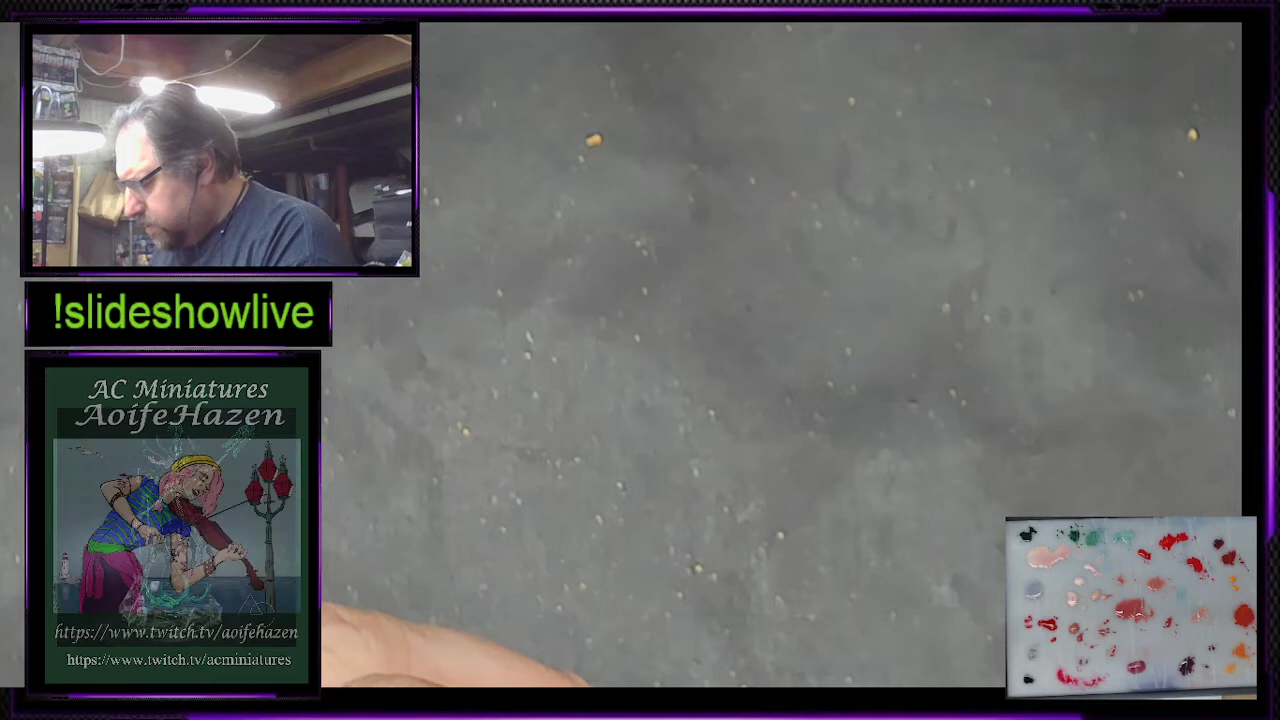 !slideshowlive
AC Miniatures
AoifeHazen
https://www.twitch.tv/aoifehazen
https://www.twitch.tv/acminiatures